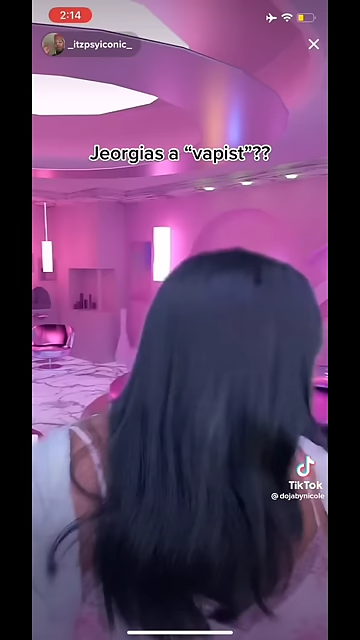 2:14
_itzpsyiconic_
Jeorgias a “vapist”??
TikTok
@ dojabynicole